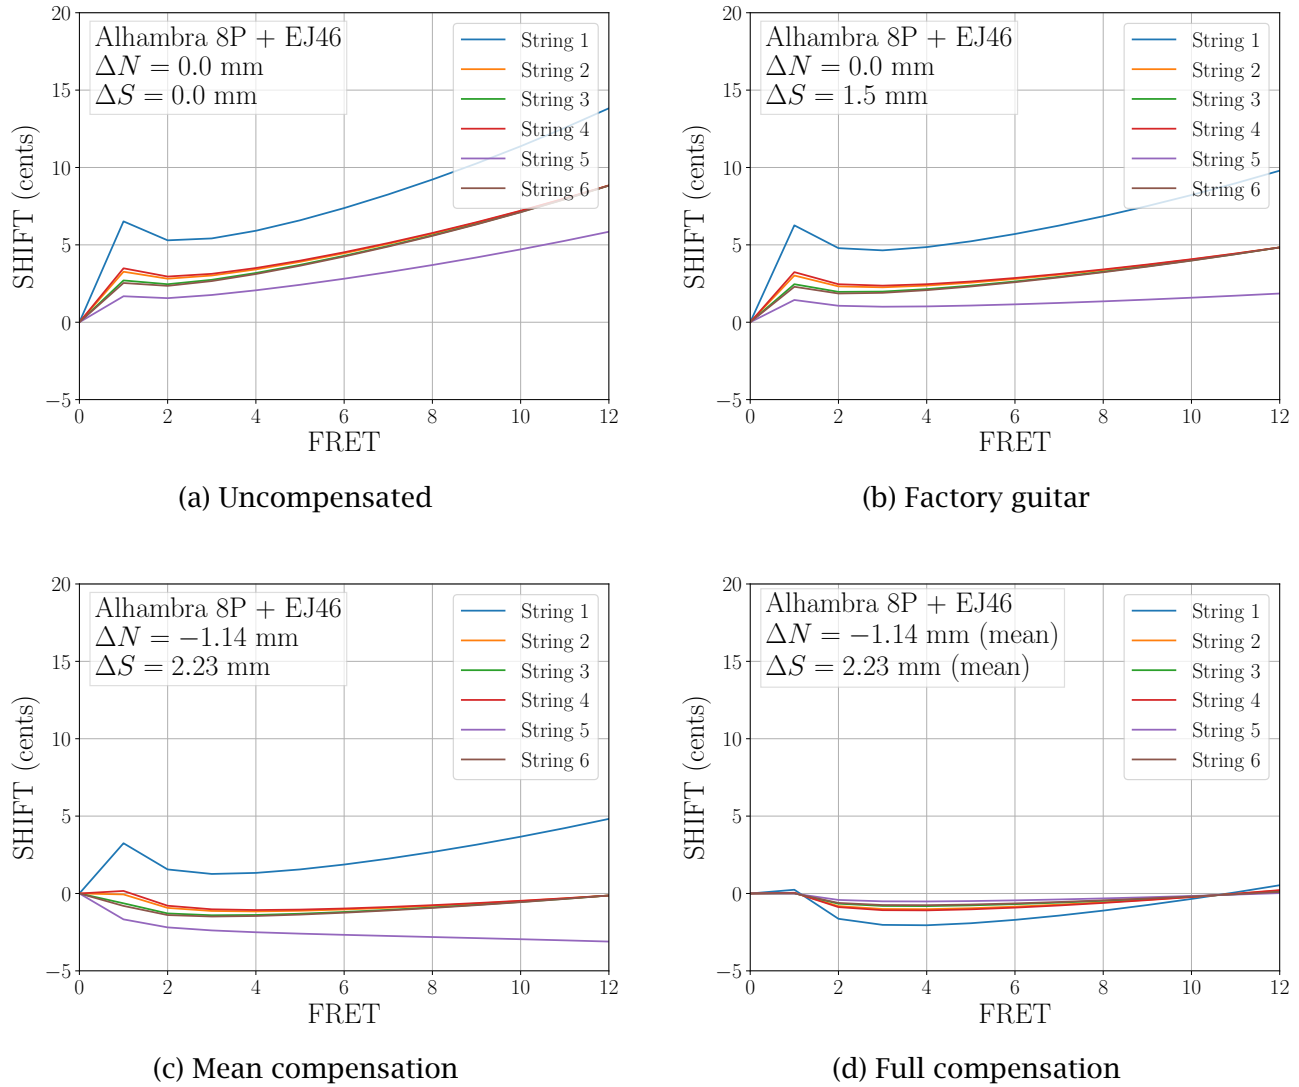 20
15
10
5
0
−5
SHIFT (cents)
Alhambra 8P + EJ46
ΔN = 0.0 mm
ΔS = 0.0 mm
String 1
String 2
String 3
String 4
String 5
String 6
0 2 4 6 8 10 12
FRET
(a) Uncompensated
20
15
10
5
0
−5
SHIFT (cents)
Alhambra 8P + EJ46
ΔN = 0.0 mm
ΔS = 1.5 mm
String 1
String 2
String 3
String 4
String 5
String 6
0 2 4 6 8 10 12
FRET
(b) Factory guitar
20
15
10
5
0
−5
SHIFT (cents)
Alhambra 8P + EJ46
ΔN = −1.14 mm
ΔS = 2.23 mm
String 1
String 2
String 3
String 4
String 5
String 6
0 2 4 6 8 10 12
FRET
(c) Mean compensation
20
15
10
5
0
−5
SHIFT (cents)
Alhambra 8P + EJ46
ΔN = −1.14 mm (mean)
ΔS = 2.23 mm (mean)
String 1
String 2
String 3
String 4
String 5
String 6
0 2 4 6 8 10 12
FRET
(d) Full compensation